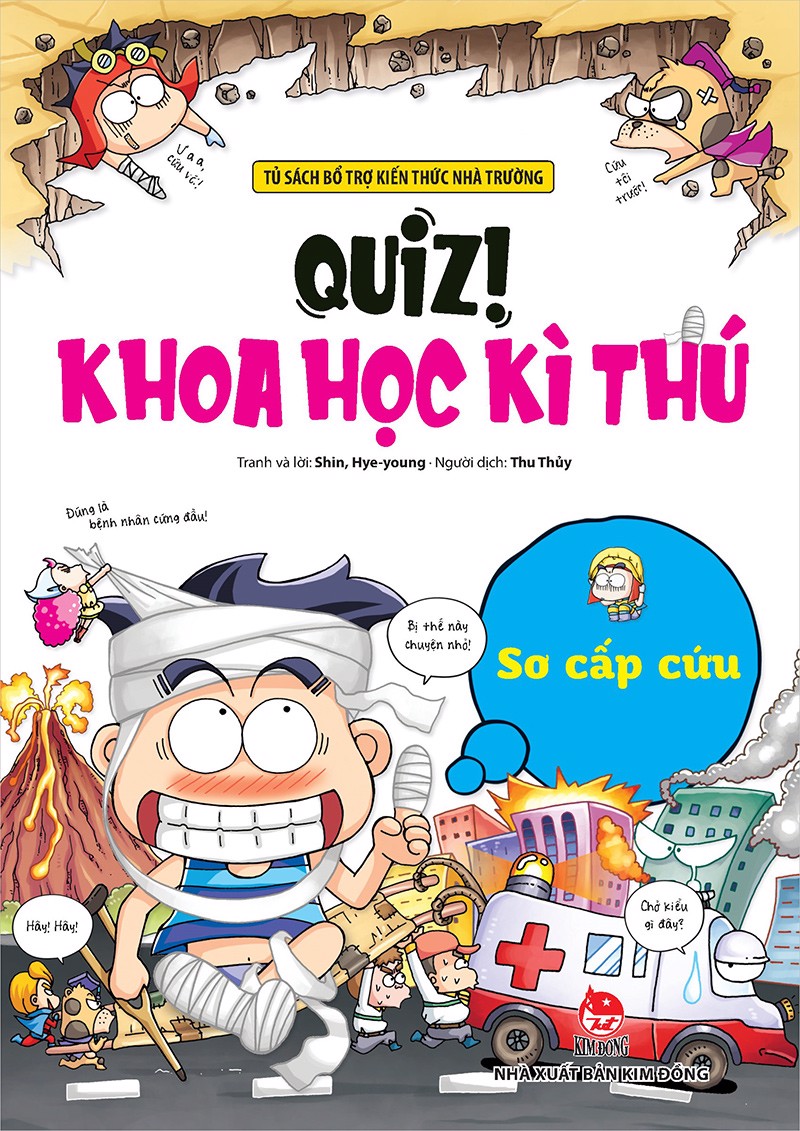 Ư a a,
cứu với!
Cứu
tôi
trước!
TỦ SÁCH BỔ TRỢ KIẾN THỨC NHÀ TRƯỜNG
QUIZ!
KHOA HỌC KÌ THÚ
Tranh và lời: Shin, Hye-young · Người dịch: Thu Thủy
Đúng là
bệnh nhân cứng đầu!
Bị thế này
chuyện nhỏ!
Sơ cấp cứu
Hây! Hây!
Chở kiểu
gì đây?
KIM ĐỒNG
NHÀ XUẤT BẢN KIM ĐỒNG